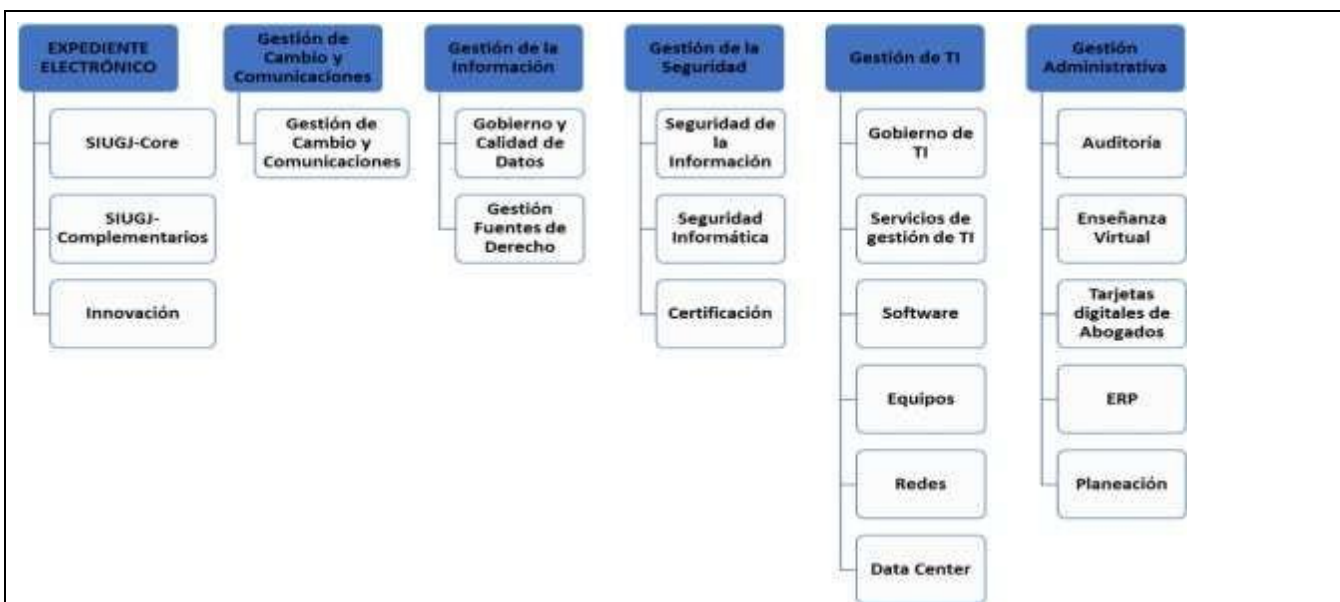 EXPEDIENTE
ELECTRÓNICO
SIUGJ-Core
SIUGJ-
Complementarios
Innovación
Gestión de
Cambio y
Comunicaciones
Gestión de
Cambio y
Comunicaciones
Gestión de la
Información
Gobierno y
Calidad de
Datos
Gestión
Fuentes de
Derecho
Gestión de la
Seguridad
Seguridad de
la
Información
Seguridad
Informática
Certificación
Gestión de TI
Gobierno de
TI
Servicios de
gestión de TI
Software
Equipos
Redes
Data Center
Gestión
Administrativa
Auditoría
Enseñanza
Virtual
Tarjetas
digitales de
Abogados
ERP
Planeación